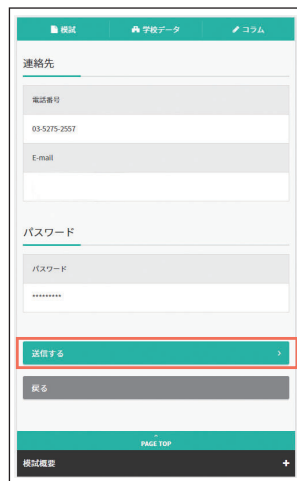 模試 学校データ コラム
連絡先
電話番号
03-5275-2557
E-mail
パスワード
パスワード
*********
送信する
戻る
PAGE TOP
模試概要 +